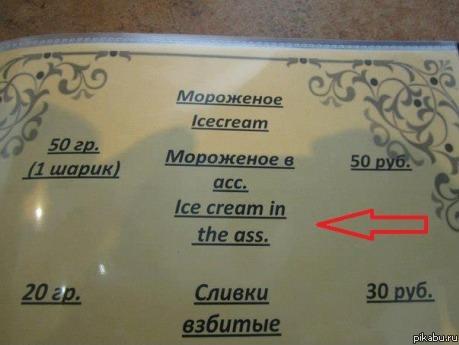 Мороженое
Icecream
50 гр.
(1 шарик)
Мороженое в
асс.
Ice cream in
the ass.
50 руб.
20 гр.
Сливки
взбитые
30 руб.
pikabu.ru